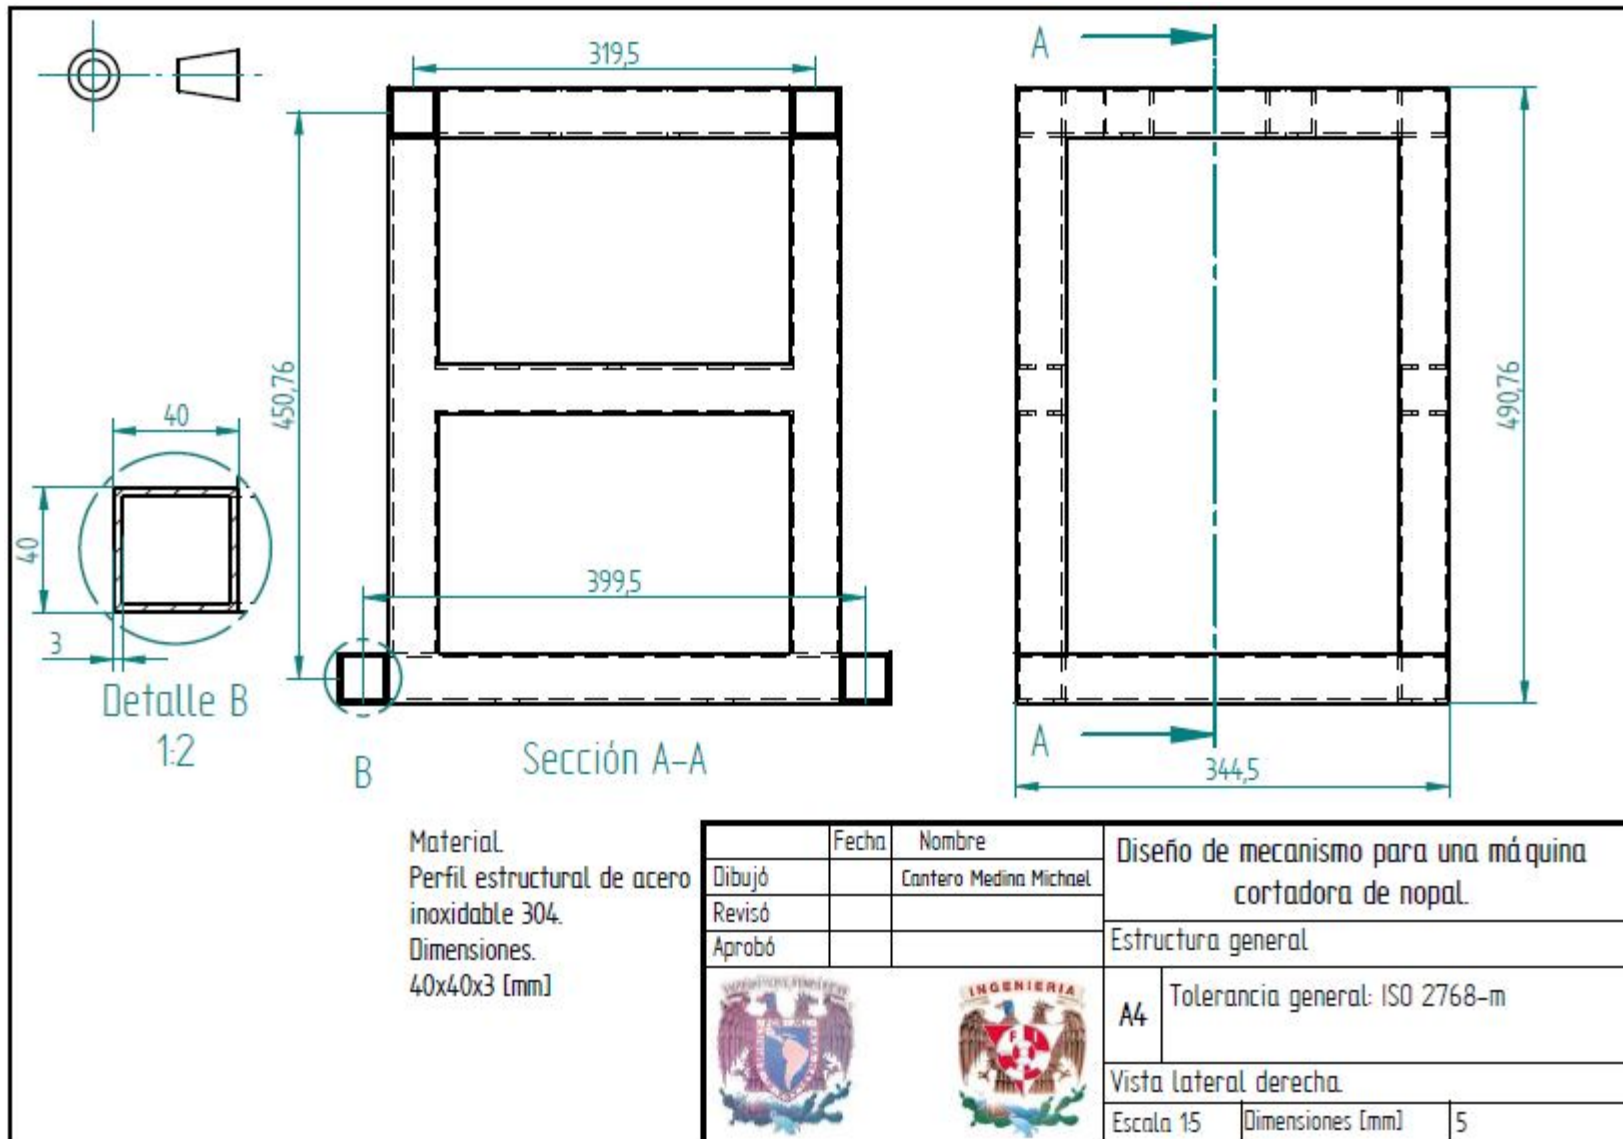 319,5
A
450,76
490,76
40
40
3
399,5
Detalle B
1:2
B
Sección A-A
A
344,5
Material.
Perfil estructural de acero
inoxidable 304.
Dimensiones.
40x40x3 [mm]
Fecha Nombre
Dibujó Cantero Medina Michael
Revisó
Aprobó
Diseño de mecanismo para una máquina
cortadora de nopal.
Estructura general
A4 Tolerancia general: ISO 2768-m
Vista lateral derecha.
Escala 1:5 Dimensiones [mm] 5
INGENIERIA